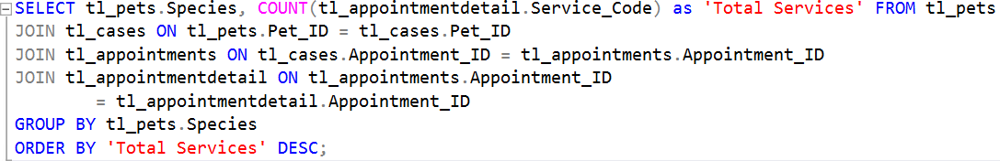 SELECT tl_pets.Species, COUNT(tl_appointmentdetail.Service_Code) as 'Total Services' FROM tl_pets
JOIN tl_cases ON tl_pets.Pet_ID = tl_cases.Pet_ID
JOIN tl_appointments ON tl_cases.Appointment_ID = tl_appointments.Appointment_ID
JOIN tl_appointmentdetail ON tl_appointments.Appointment_ID
= tl_appointmentdetail.Appointment_ID
GROUP BY tl_pets.Species
ORDER BY 'Total Services' DESC;